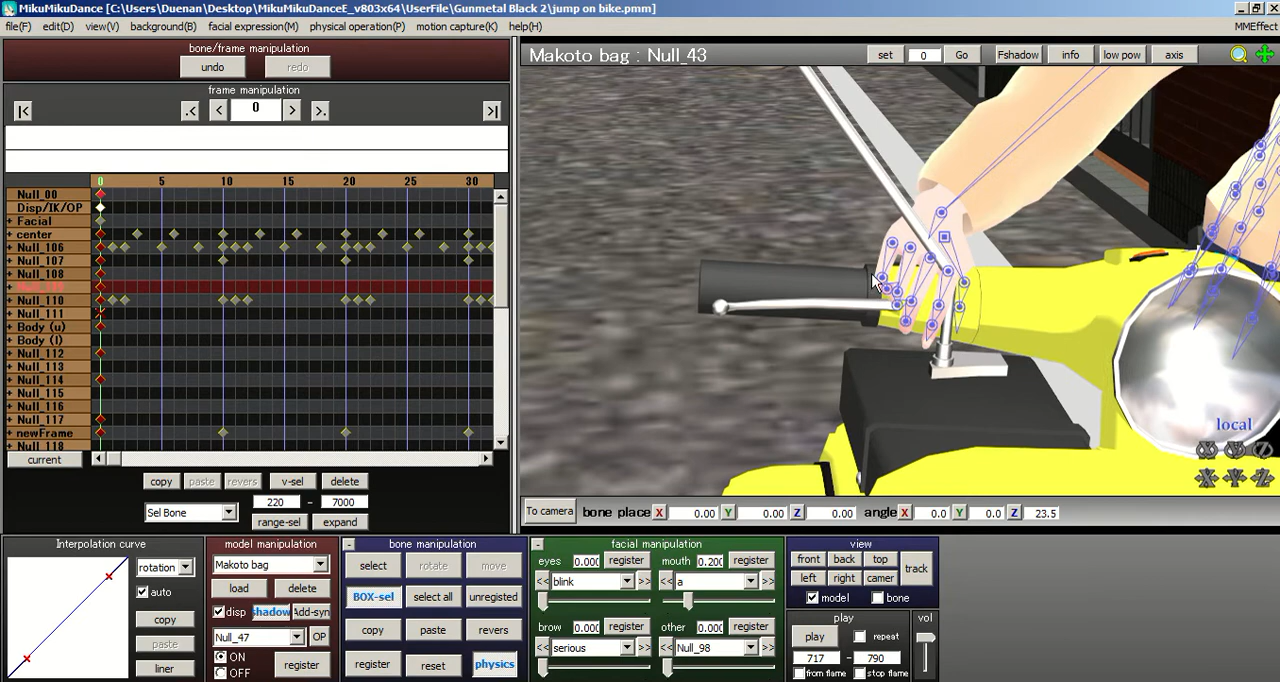 MikuMikuDance [C:\Users\Duenan\Desktop\MikuMikuDanceE_v803x64\UserFile\Gunmetal Black 2\jump on bike.pmm]
file(F) edit(D) view(V) background(B) facial expression(M) physical operation(P) motion capture(K) help(H) MMEffect
bone/frame manipulation
undo redo
frame manipulation
|< .< < 0 > >. >|
0 5 10 15 20 25 30
Null_00
Disp/IK/OP
+ Facial
+ center
+ Null_106
+ Null_107
+ Null_108
+ Null_110
+ Null_111
+ Body (u)
+ Body (l)
+ Null_112
+ Null_113
+ Null_114
+ Null_115
+ Null_116
+ Null_117
+ newFrame
+ Null_118
current
copy paste revers v-sel delete
Sel Bone 220 - 7000
range-sel expand
Makoto bag : Null_43
set 0 Go Fshadow info low pow axis
local
X Y Z
To camera bone place X 0.00 Y 0.00 Z 0.00 angle X 0.0 Y 0.0 Z 23.5
Interpolation curve
rotation
auto
copy
paste
liner
model manipulation
Makoto bag
load delete
disp shadow Add-syn
Null_47 OP
ON
OFF
register
- bone manipulation
select rotate move
BOX-sel select all unregisted
copy paste revers
register reset physics
- facial manipulation
eyes 0.000 register mouth 0.200 register
<< blink >> << a >>
brow 0.000 register other 0.000 register
<< serious >> << Null_98 >>
view
front back top
left right camer
track
model bone
play
play repeat
717 - 790
from flame stop flame
vol